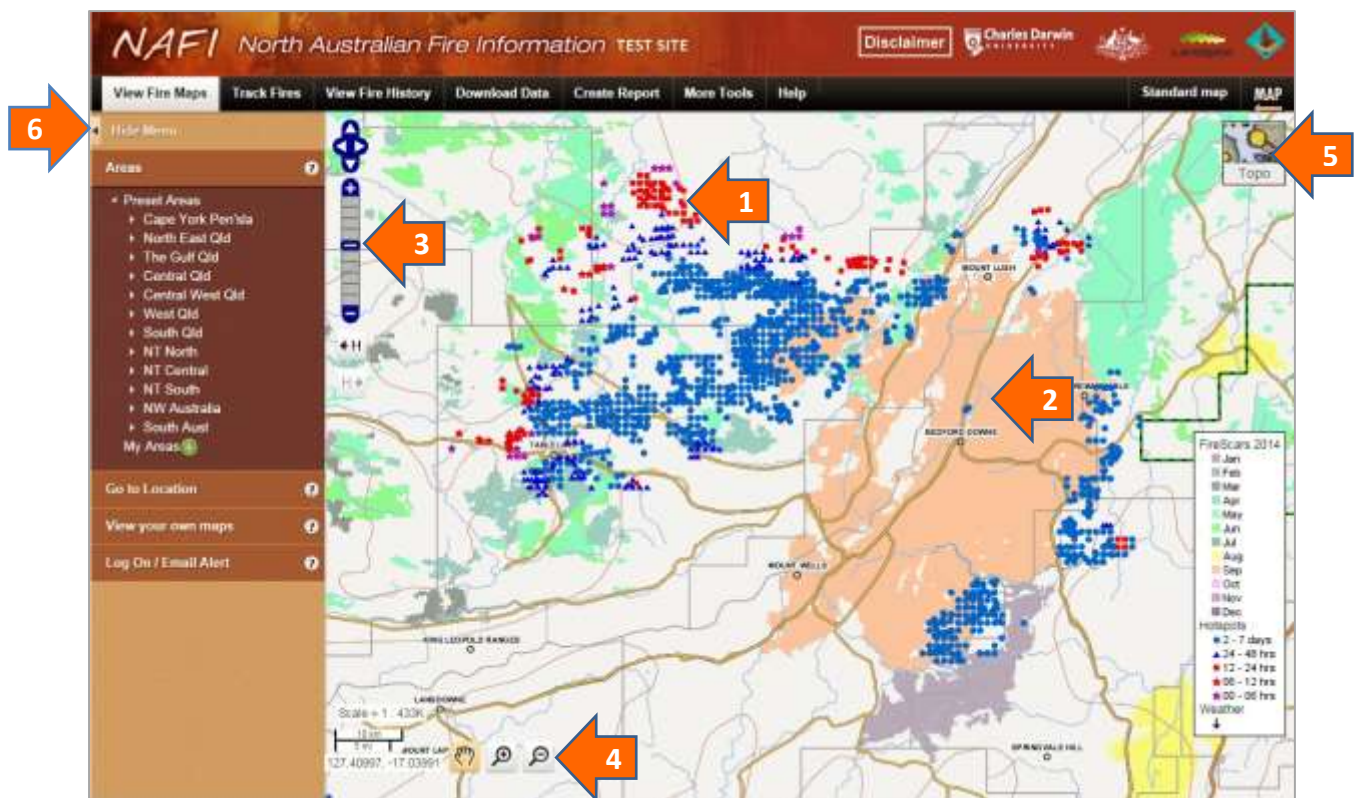 NAFI North Australian Fire Information TEST SITE
Disclaimer
Charles Darwin
UNIVERSITY
View Fire Maps Track Fires View Fire History Download Data Create Report More Tools Help Standard map MAP
6
Hide Menu
Areas ?
Preset Areas
Cape York Pen'sla
North East Qld
The Gulf Qld
Central Qld
Central West Qld
West Qld
South Qld
NT North
NT Central
NT South
NW Australia
South Aust
My Areas
Go to Location ?
View your own maps ?
Log On / Email Alert ?
5
Topo
1
3
H
H
MOUNT LUSH
2
BEDFORD DOWNS
MOUNT WELLS
KING LEOPOLD RANGES
LANSDOWNE
SPRINGVALE HILL
FireScars 2014
Jan
Feb
Mar
Apr
May
Jun
Jul
Aug
Sep
Oct
Nov
Dec
Hotspots
2 - 7 days
24 - 48 hrs
12 - 24 hrs
06 - 12 hrs
00 - 06 hrs
Weather
Scale = 1 : 433K
10 km
127.40997, -17.03991
4